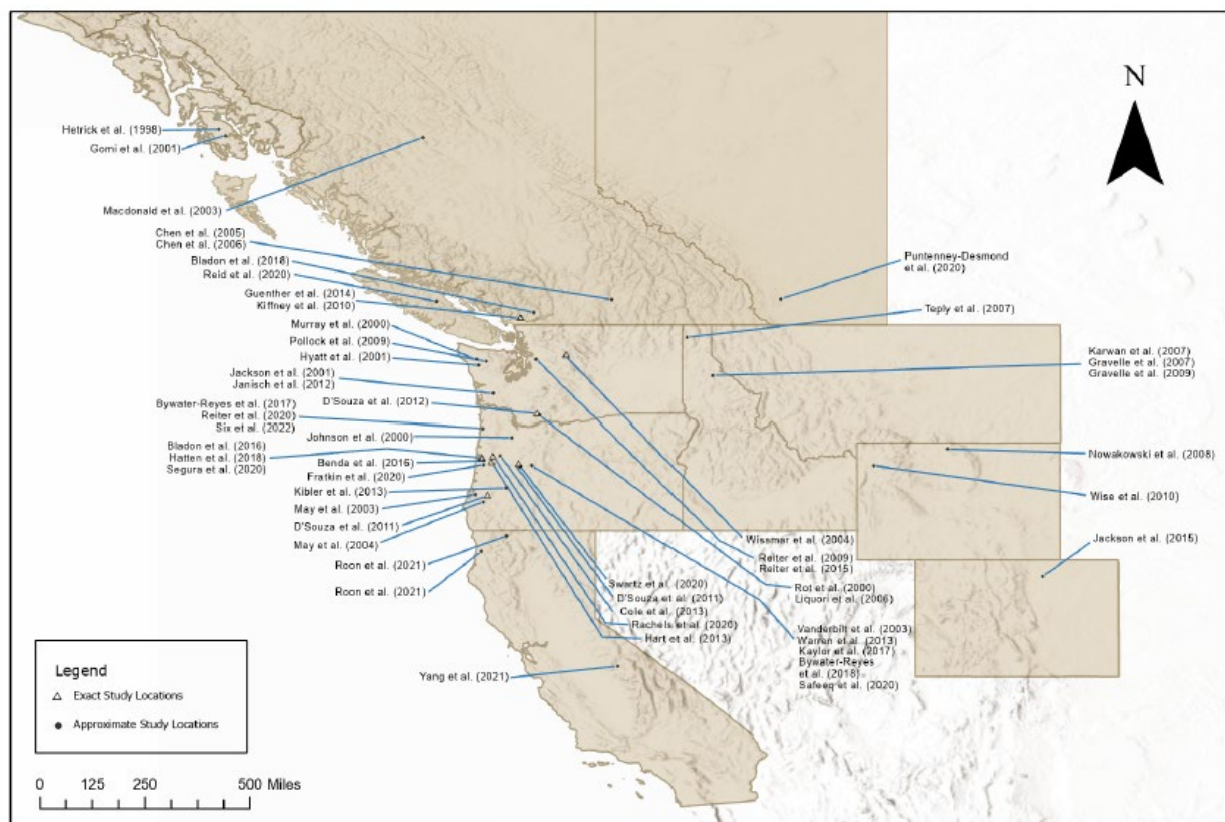 N
Hetrick et al. (1998)
Gomi et al. (2001)
Macdonald et al. (2003)
Chen et al. (2005)
Chen et al. (2006)
Bladon et al. (2018)
Reid et al. (2020)
Guenther et al. (2014)
Kiffney et al. (2010)
Murray et al. (2000)
Pollock et al. (2009)
Hyatt et al. (2001)
Jackson et al. (2001)
Janisch et al. (2012)
D'Souza et al. (2012)
Bywater-Reyes et al. (2017)
Reiter et al. (2020)
Six et al. (2022)
Johnson et al. (2000)
Bladon et al. (2016)
Hatten et al. (2018)
Segura et al. (2020)
Benda et al. (2016)
Fratkin et al. (2020)
Kibler et al. (2013)
May et al. (2003)
D'Souza et al. (2011)
May et al. (2004)
Roon et al. (2021)
Roon et al. (2021)
Yang et al. (2021)
Puntenney-Desmond
et al. (2020)
Teply et al. (2007)
Karwan et al. (2007)
Gravelle et al. (2007)
Gravelle et al. (2009)
Nowakowski et al. (2008)
Wise et al. (2010)
Jackson et al. (2015)
Wissmar et al. (2004)
Reiter et al. (2009)
Reiter et al. (2015)
Rot et al. (2000)
Liquori et al. (2006)
Swartz et al. (2020)
D'Souza et al. (2011)
Cole et al. (2013)
Rachels et al. (2020)
Hart et al. (2013)
Vanderbilt et al. (2003)
Warren et al. (2013)
Kaylor et al. (2017)
Bywater-Reyes
et al. (2018)
Safeeq et al. (2020)
Legend
Exact Study Locations
Approximate Study Locations
0 125 250 500 Miles